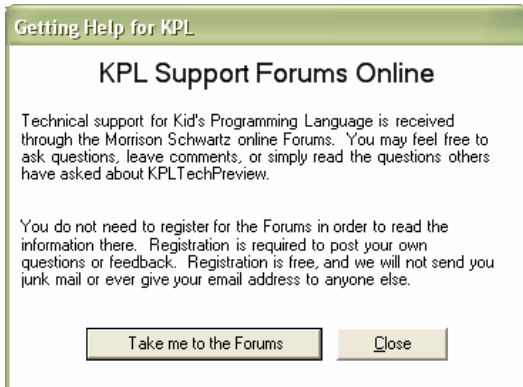 Getting Help for KPL
KPL Support Forums Online
Technical support for Kid's Programming Language is received
through the Morrison Schwartz online Forums.  You may feel free to
ask questions, leave comments, or simply read the questions others
have asked about KPLTechPreview.
You do not need to register for the Forums in order to read the
information there.  Registration is required to post your own
questions or feedback.  Registration is free, and we will not send you
junk mail or ever give your email address to anyone else.
Take me to the Forums
Close